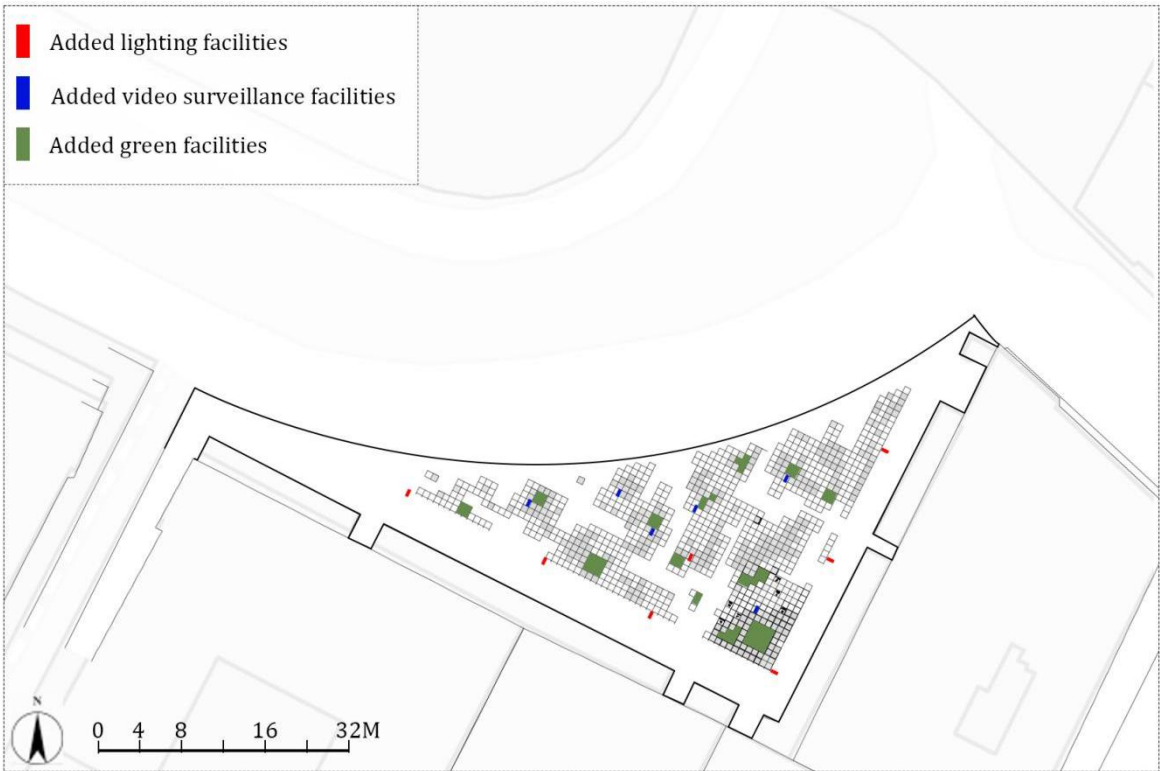 Added lighting facilities
Added video surveillance facilities
Added green facilities
N
0 4 8 16 32M